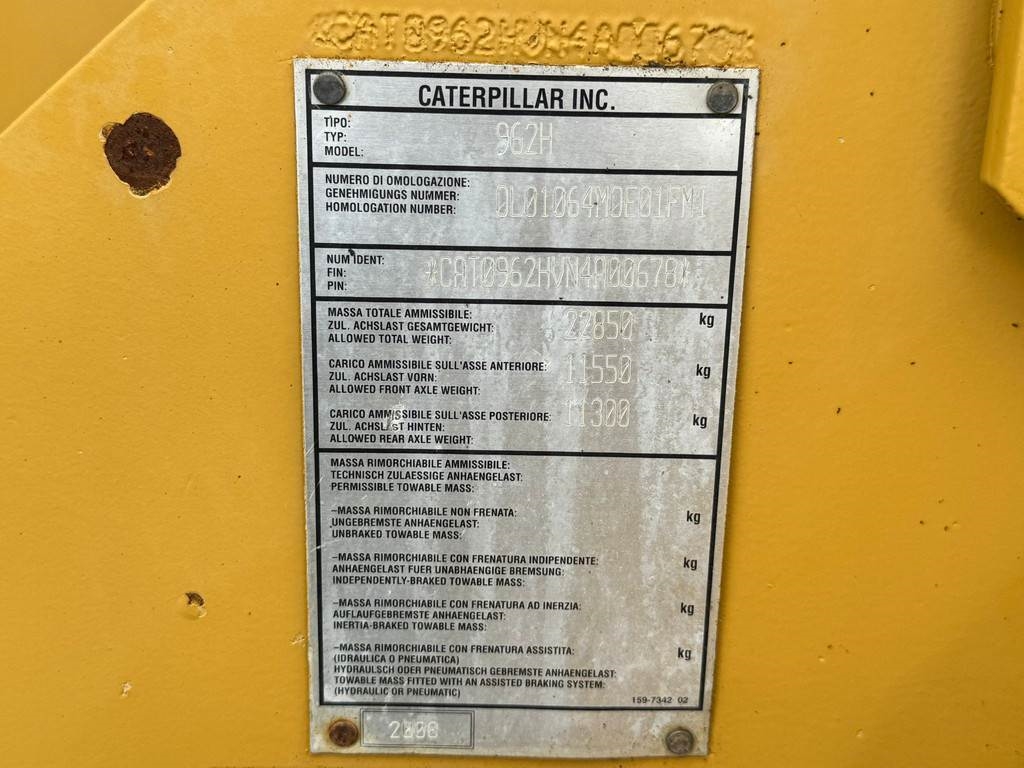 CATERPILLAR INC.
TIPO:
TYP: 962H
MODEL:
NUMERO DI OMOLOGAZIONE:
GENEHMIGUNGS NUMMER:
HOMOLOGATION NUMBER:
NUM IDENT:
FIN: *CAT0962HVN4A00678*
PIN:
MASSA TOTALE AMMISSIBILE: kg
ZUL. ACHSLAST GESAMTGEWICHT: 22850
ALLOWED TOTAL WEIGHT:
CARICO AMMISSIBILE SULL'ASSE ANTERIORE: kg
ZUL. ACHSLAST VORN: 11550
ALLOWED FRONT AXLE WEIGHT:
CARICO AMMISSIBILE SULL'ASSE POSTERIORE: 11300 kg
ZUL. ACHSLAST HINTEN:
ALLOWED REAR AXLE WEIGHT:
MASSA RIMORCHIABILE AMMISSIBILE:
TECHNISCH ZULAESSIGE ANHAENGELAST:
PERMISSIBLE TOWABLE MASS:
–MASSA RIMORCHIABILE NON FRENATA: kg
UNGEBREMSTE ANHAENGELAST:
UNBRAKED TOWABLE MASS:
–MASSA RIMORCHIABILE CON FRENATURA INDIPENDENTE: kg
ANHAENGELAST FUER UNABHAENGIGE BREMSUNG:
INDEPENDENTLY-BRAKED TOWABLE MASS:
–MASSA RIMORCHIABILE CON FRENATURA AD INERZIA: kg
AUFLAUFGEBREMSTE ANHAENGELAST:
INERTIA-BRAKED TOWABLE MASS:
–MASSA RIMORCHIABILE CON FRENATURA ASSISTITA: kg
(IDRAULICA O PNEUMATICA)
HYDRAULSCH ODER PNEUMATISCH GEBREMSTE ANHAENGELAST:
TOWABLE MASS FITTED WITH AN ASSISTED BRAKING SYSTEM:
(HYDRAULIC OR PNEUMATIC) 159-7342 02